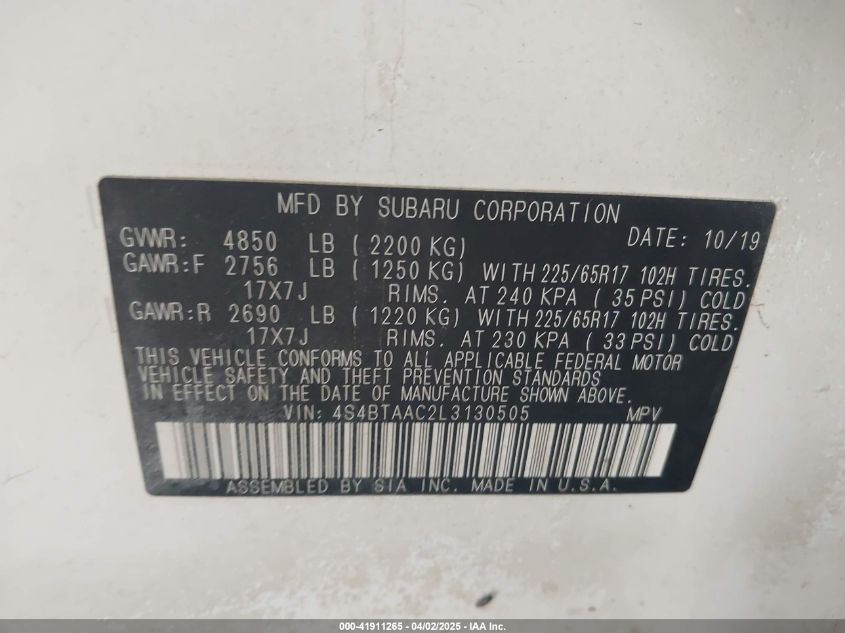 MFD BY SUBARU CORPORATION
GVWR: 4850 LB ( 2200 KG) DATE: 10/19
GAWR:F 2756 LB ( 1250 KG) WITH 225/65R17 102H TIRES.
17X7J RIMS. AT 240 KPA ( 35 PSI) COLD
GAWR:R 2690 LB ( 1220 KG) WITH 225/65R17 102H TIRES.
17X7J RIMS. AT 230 KPA ( 33 PSI) COLD
THIS VEHICLE CONFORMS TO ALL APPLICABLE FEDERAL MOTOR
VEHICLE SAFETY AND THEFT PREVENTION STANDARDS
IN EFFECT ON THE DATE OF MANUFACTURE SHOWN ABOVE.
VIN: 4S4BTAAC2L3130505 MPV
ASSEMBLED BY SIA INC. MADE IN U.S.A.
000-41911265 - 04/02/2025 - IAA Inc.